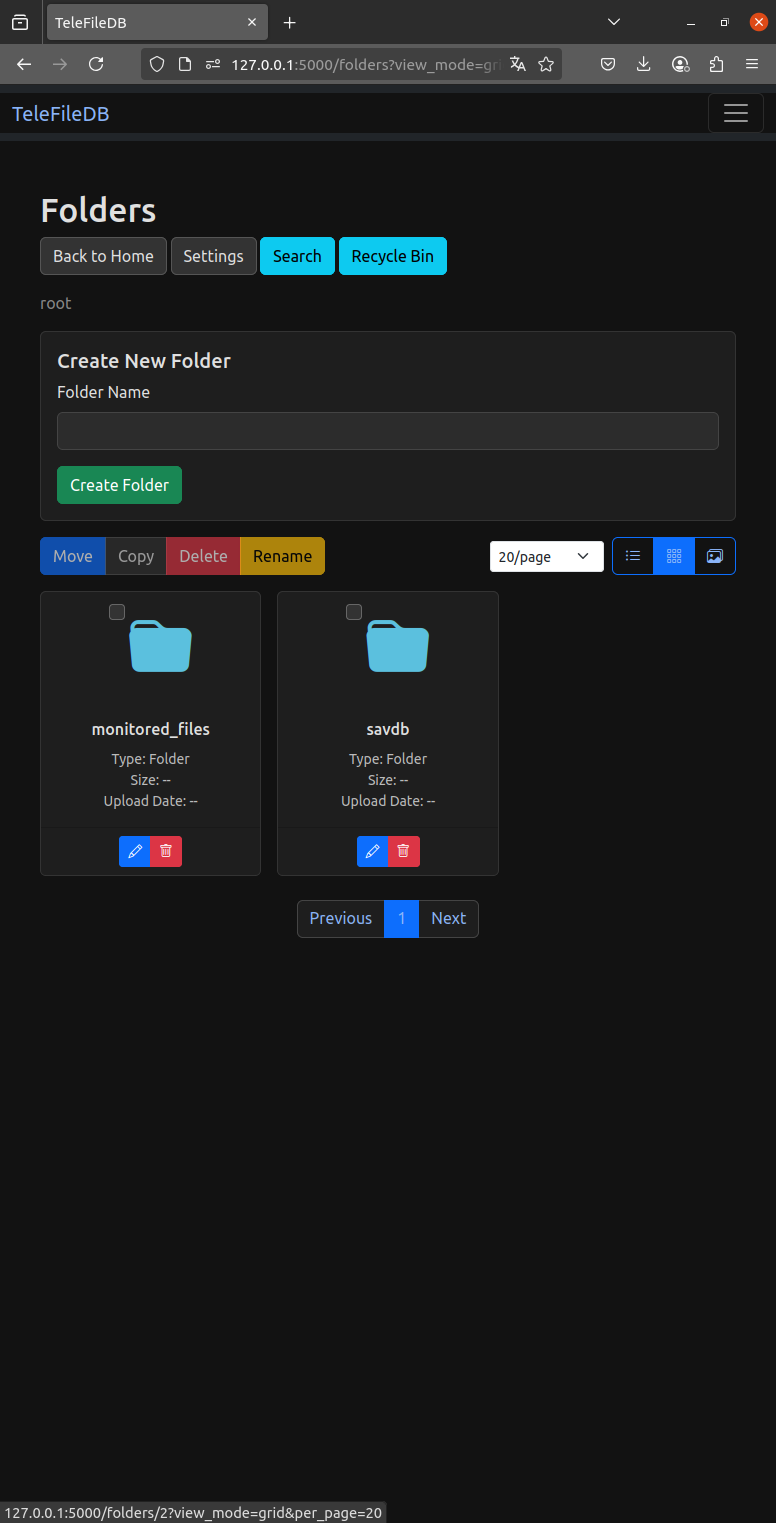 TeleFileDB
127.0.0.1:5000/folders?view_mode=gri
TeleFileDB
Folders
Back to Home Settings Search Recycle Bin
root
Create New Folder
Folder Name
Create Folder
Move Copy Delete Rename 20/page
monitored_files savdb
Type: Folder Type: Folder
Size: -- Size: --
Upload Date: -- Upload Date: --
Previous 1 Next
127.0.0.1:5000/folders/2?view_mode=grid&per_page=20